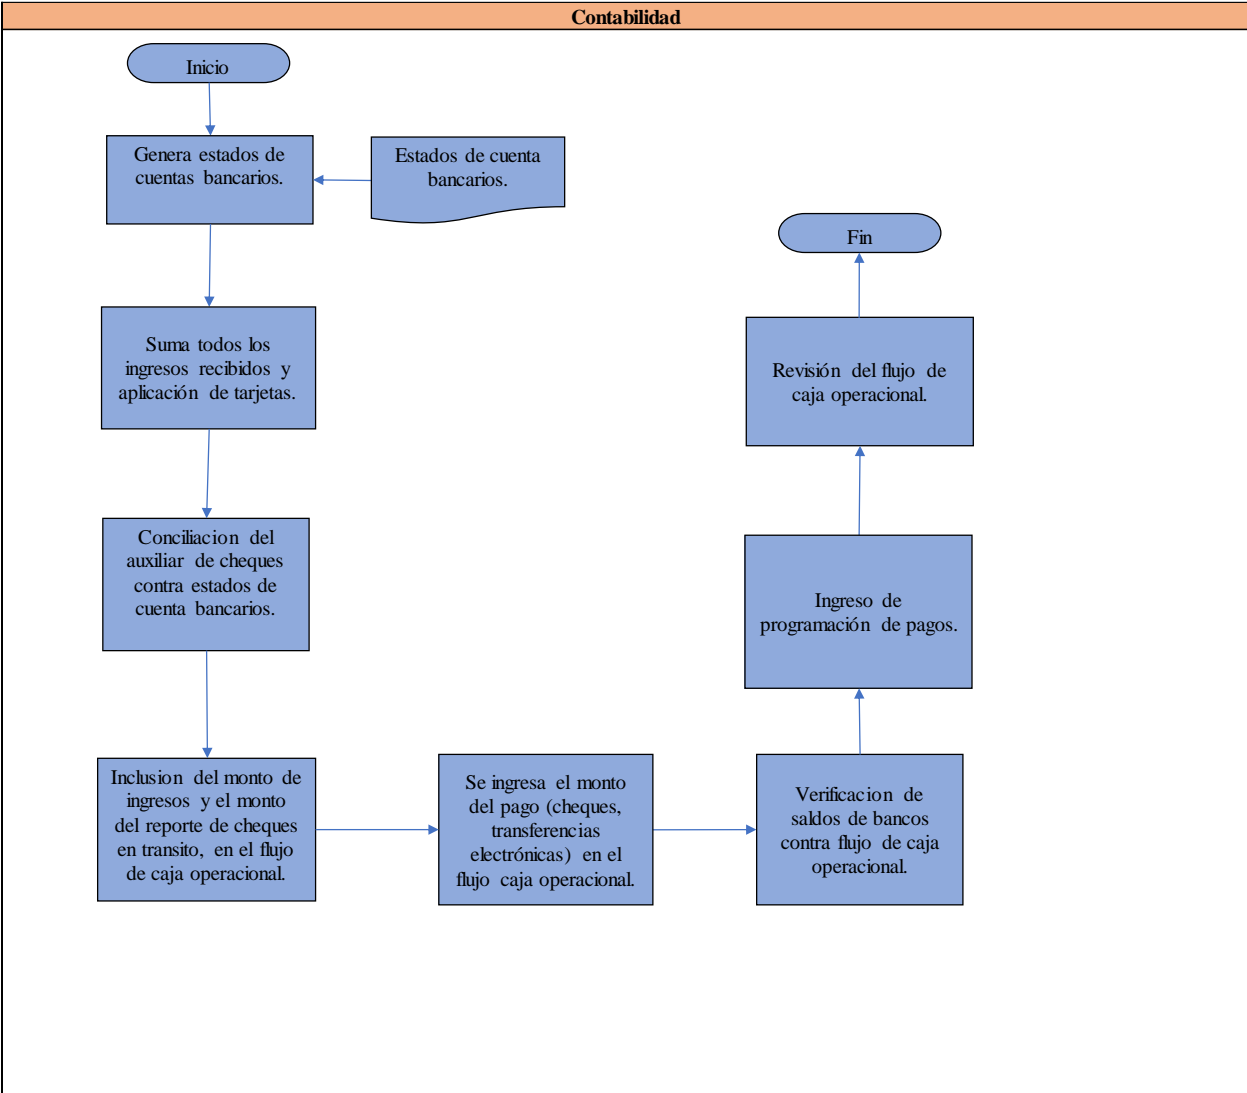 Contabilidad
Inicio
Genera estados de
cuentas bancarios.
Estados de cuenta
bancarios.
Suma todos los
ingresos recibidos y
aplicación de tarjetas.
Conciliacion del
auxiliar de cheques
contra estados de
cuenta bancarios.
Inclusion del monto de
ingresos y el monto
del reporte de cheques
en transito, en el flujo
de caja operacional.
Se ingresa el monto
del pago (cheques,
transferencias
electrónicas) en el
flujo caja operacional.
Verificacion de
saldos de bancos
contra flujo de caja
operacional.
Ingreso de
programación de pagos.
Revisión del flujo de
caja operacional.
Fin